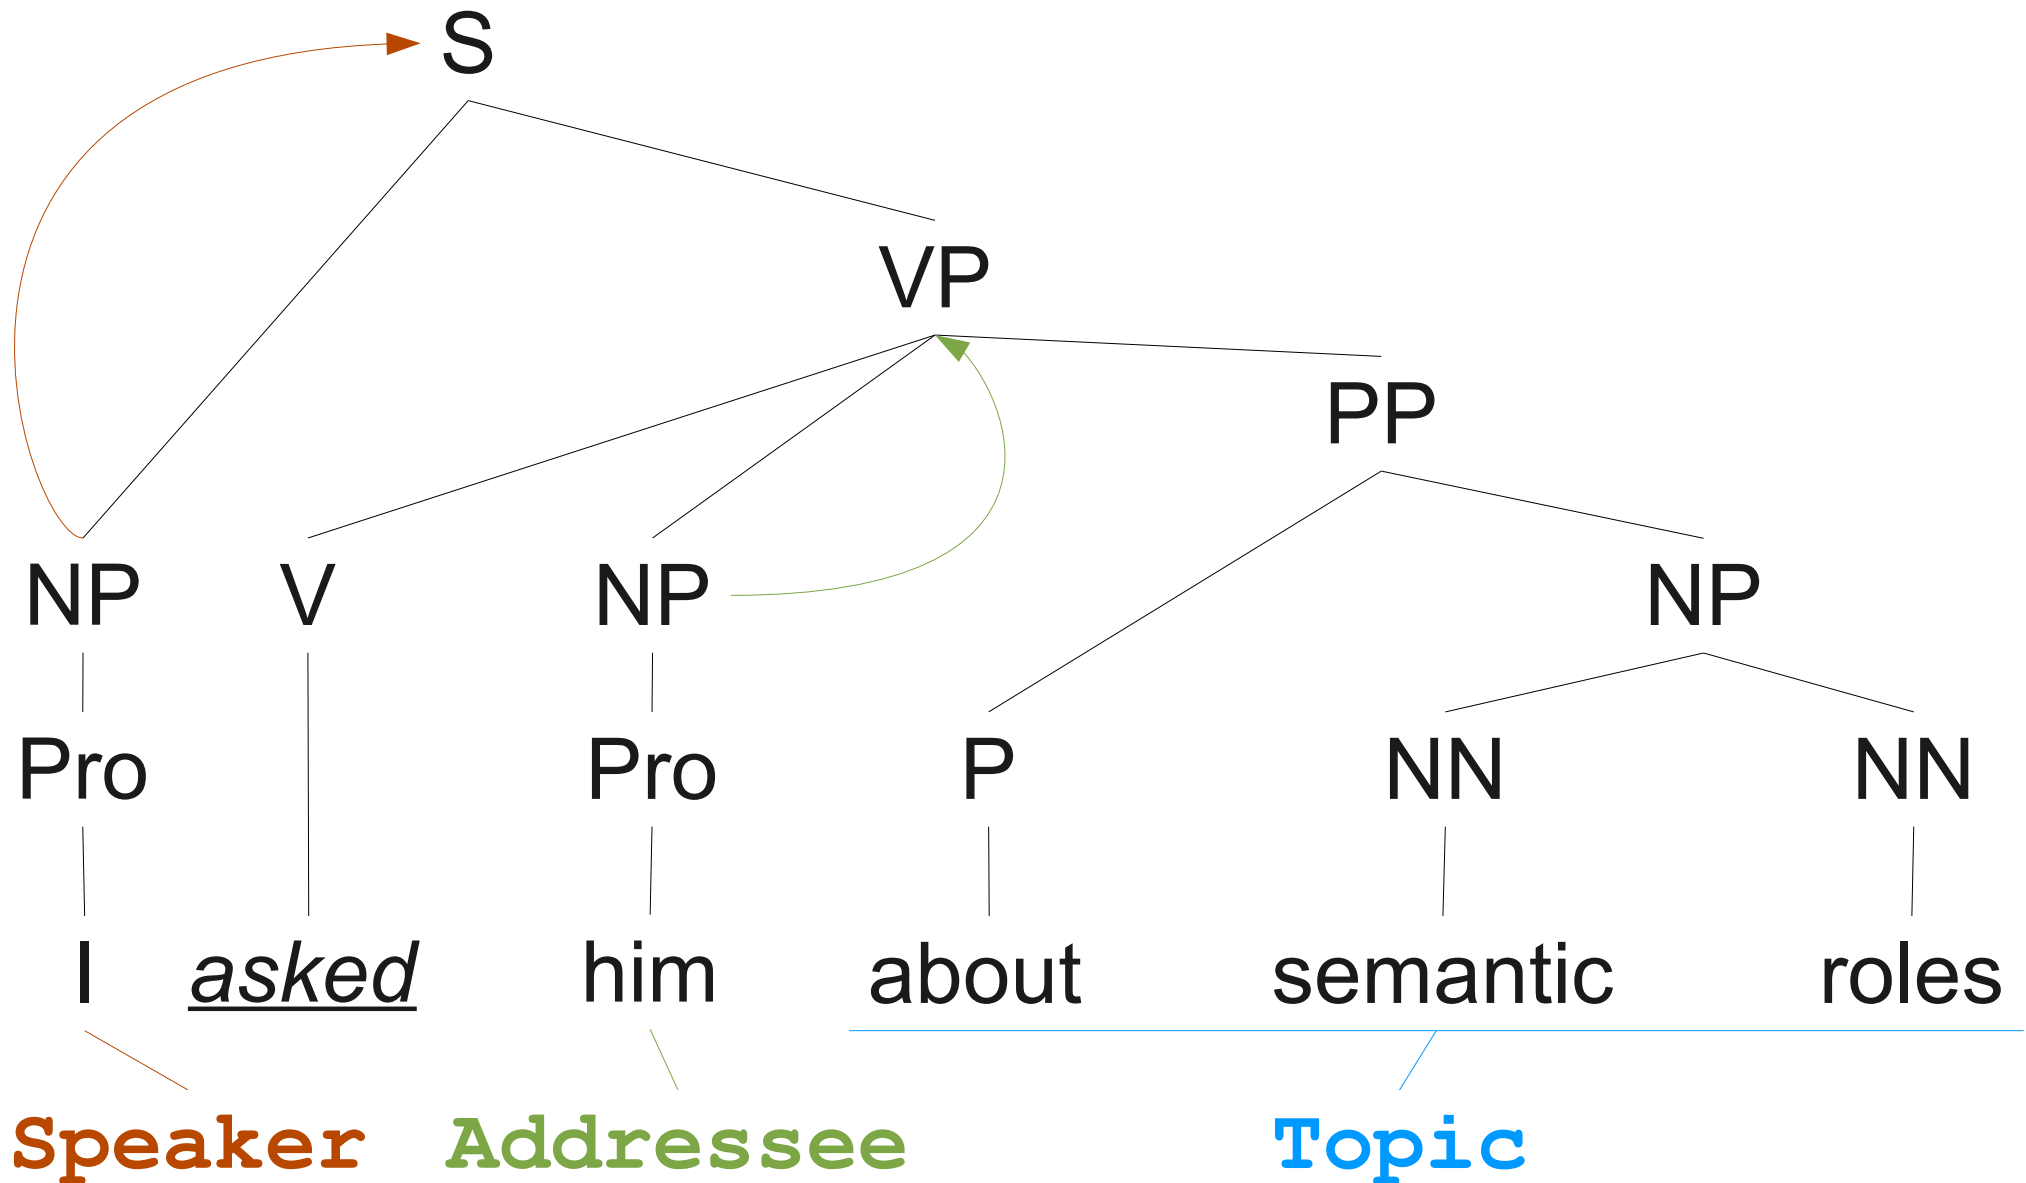 S
VP
PP
NP V NP NP
Pro Pro P NN NN
I asked him about semantic roles
Speaker Addressee Topic